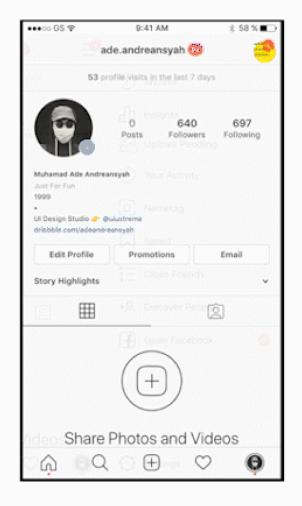 GS 9:41 AM 58 %
ade.andreansyah
53 profile visits in the last 7 days
Insights
0 640 697
Posts Followers Following
Upload Pending
Muhamad Ade Andreansyah
Your Activity
Just For Fun
1999
Nametag
UI Design Studio 👉 @uiuxtreme
dribbble.com/adeandreansyah
Saved
Edit Profile Promotions Email
Close Friends
Story Highlights
Discover People
Open Facebook
Share Photos and Videos